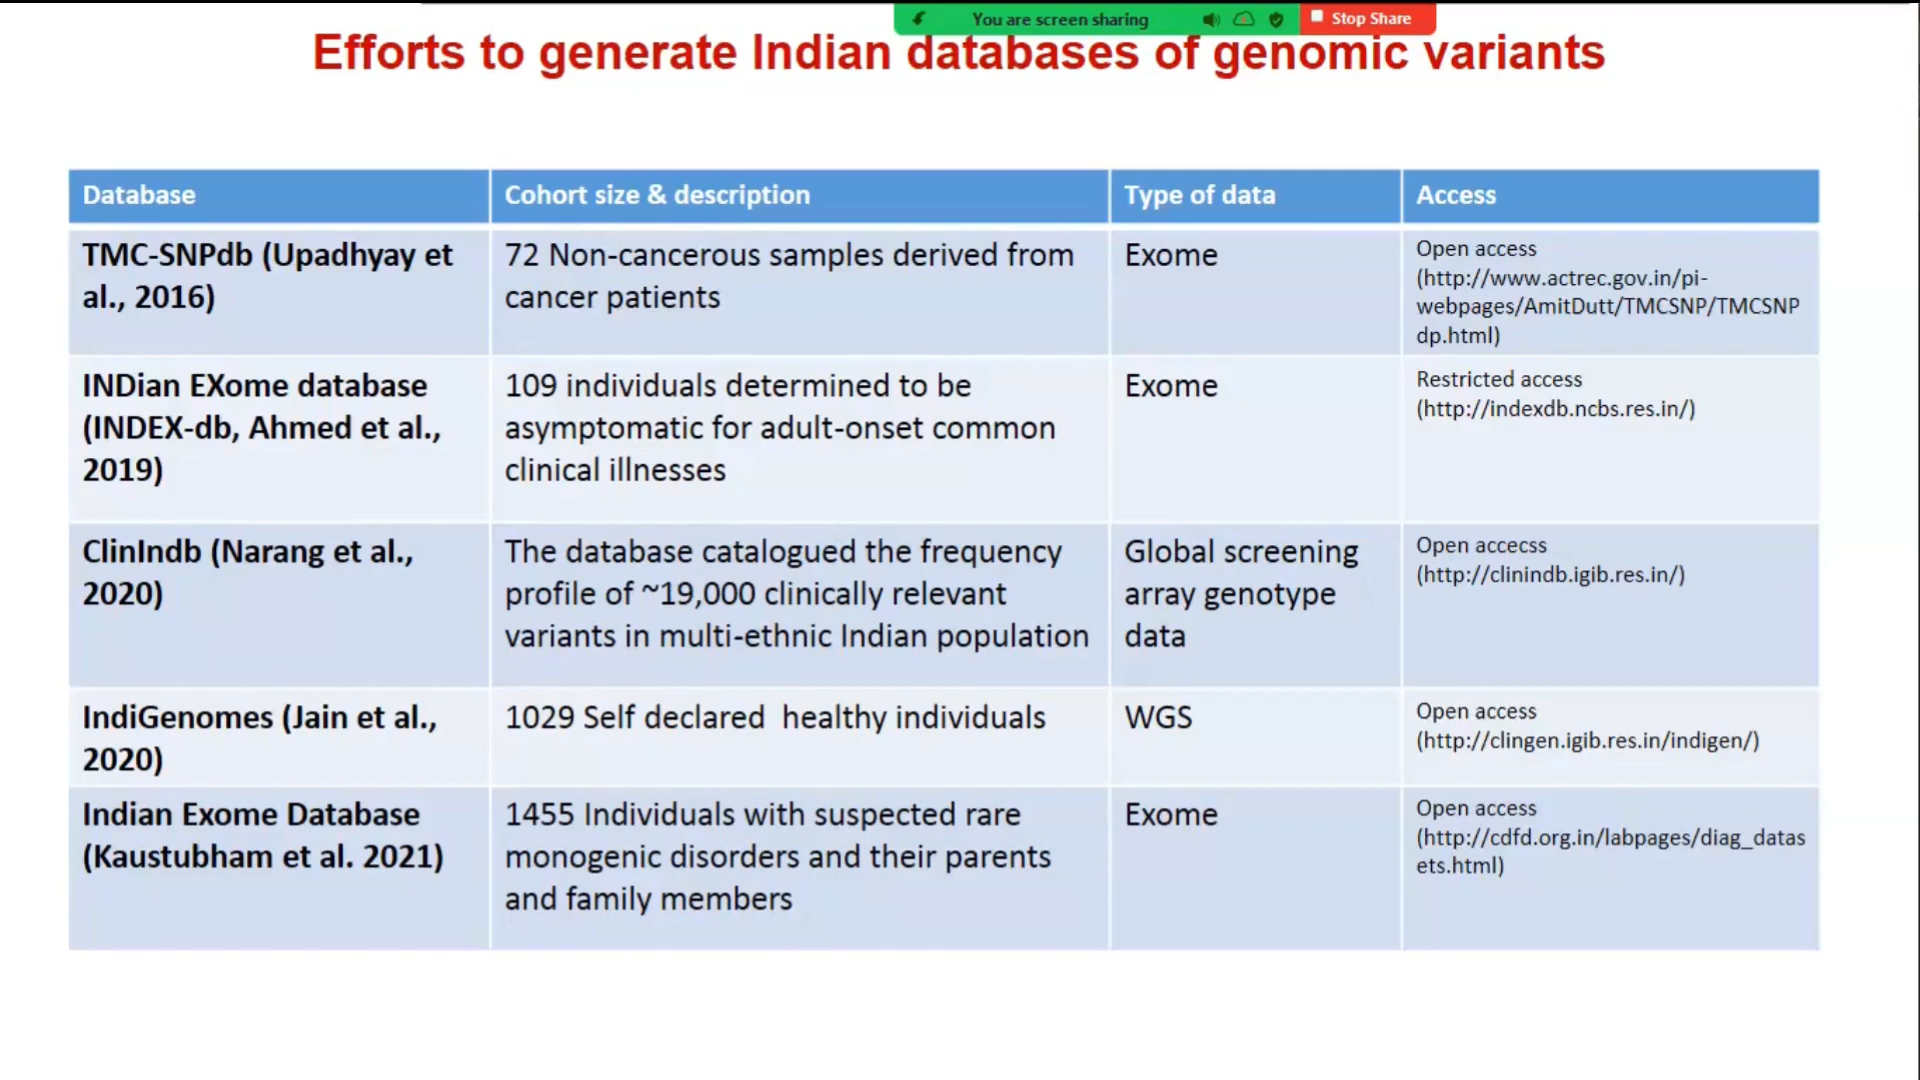 You are screen sharing
Stop Share
Efforts to generate Indian databases of genomic variants
Database
Cohort size & description
Type of data
Access
TMC-SNPdb (Upadhyay et
al., 2016)
72 Non-cancerous samples derived from
cancer patients
Exome
Open access
(http://www.actrec.gov.in/pi-
webpages/AmitDutt/TMCSNP/TMCSNP
dp.html)
INDian EXome database
(INDEX-db, Ahmed et al.,
2019)
109 individuals determined to be
asymptomatic for adult-onset common
clinical illnesses
Exome
Restricted access
(http://indexdb.ncbs.res.in/)
ClinIndb (Narang et al.,
2020)
The database catalogued the frequency
profile of ~19,000 clinically relevant
variants in multi-ethnic Indian population
Global screening
array genotype
data
Open accecss
(http://clinindb.igib.res.in/)
IndiGenomes (Jain et al.,
2020)
1029 Self declared  healthy individuals
WGS
Open access
(http://clingen.igib.res.in/indigen/)
Indian Exome Database
(Kaustubham et al. 2021)
1455 Individuals with suspected rare
monogenic disorders and their parents
and family members
Exome
Open access
(http://cdfd.org.in/labpages/diag_datas
ets.html)